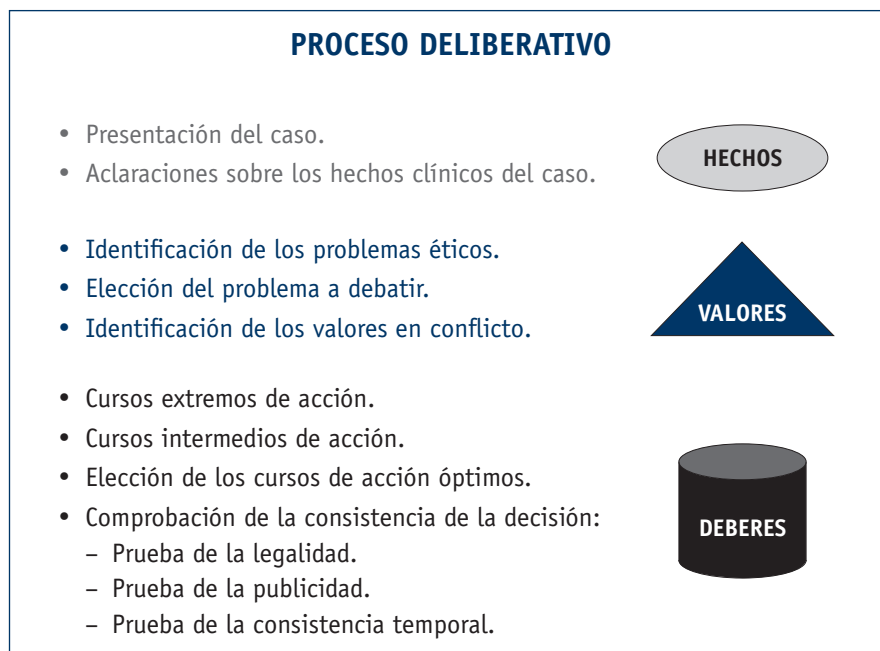 PROCESO DELIBERATIVO
• Presentación del caso.
• Aclaraciones sobre los hechos clínicos del caso.
HECHOS
• Identificación de los problemas éticos.
• Elección del problema a debatir.
• Identificación de los valores en conflicto.
VALORES
• Cursos extremos de acción.
• Cursos intermedios de acción.
• Elección de los cursos de acción óptimos.
• Comprobación de la consistencia de la decisión:
– Prueba de la legalidad.
– Prueba de la publicidad.
– Prueba de la consistencia temporal.
DEBERES